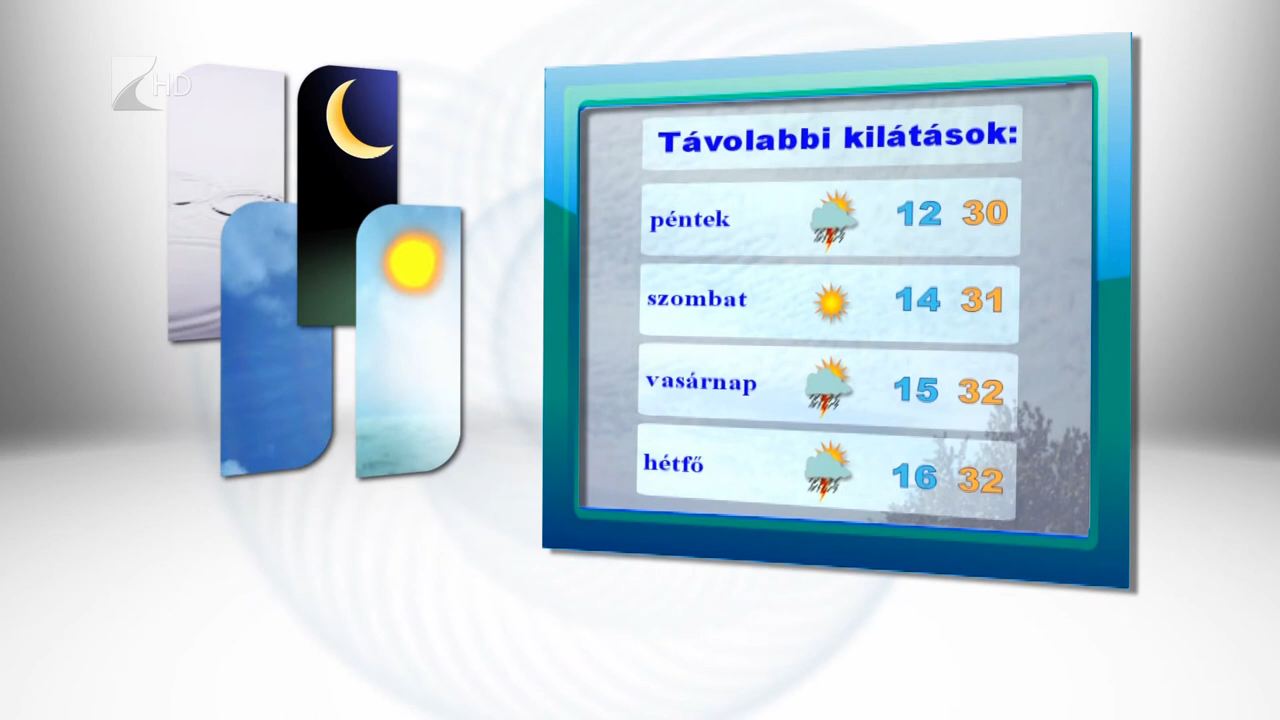 HD
Távolabbi kilátások:
péntek 12 30
szombat 14 31
vasárnap 15 32
hétfő 16 32